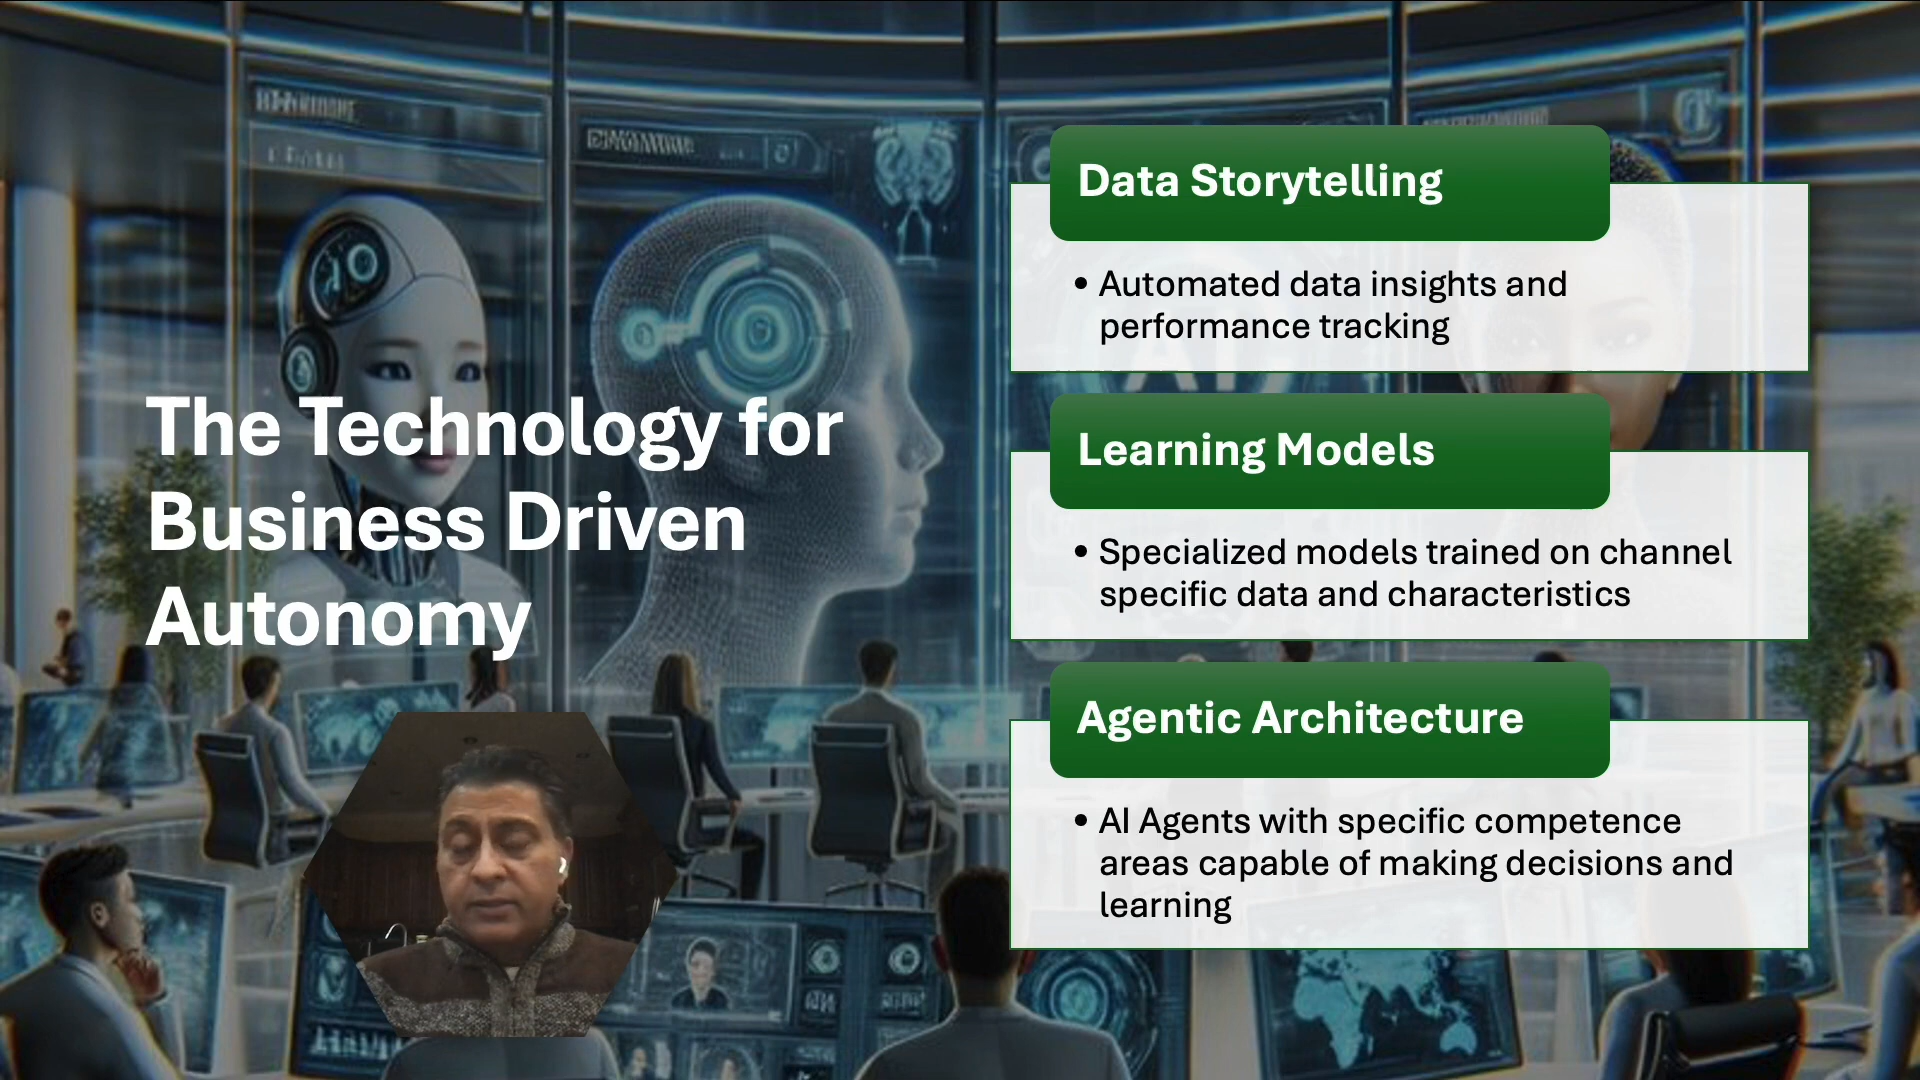 The Technology for
Business Driven
Autonomy
Data Storytelling
• Automated data insights and
performance tracking
Learning Models
• Specialized models trained on channel
specific data and characteristics
Agentic Architecture
• AI Agents with specific competence
areas capable of making decisions and
learning